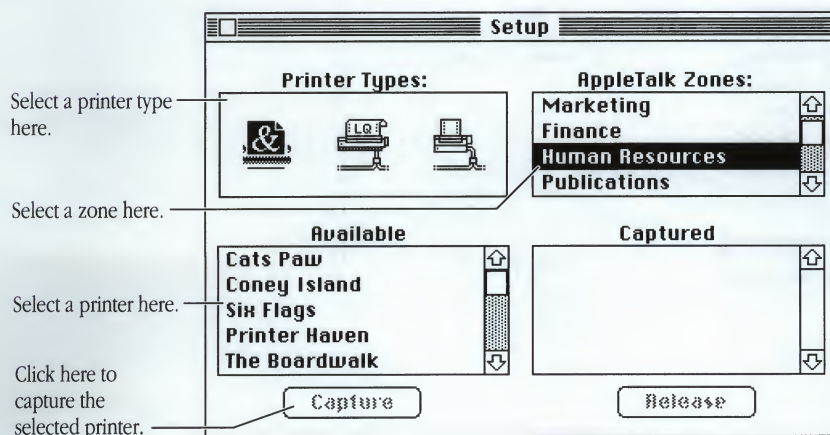 Setup
Printer Types:
AppleTalk Zones:
Select a printer type
here.
&
LQ
Marketing
Finance
Human Resources
Publications
Select a zone here.
Available
Captured
Cats Paw
Coney Island
Six Flags
Printer Haven
The Boardwalk
Select a printer here.
Click here to
capture the
selected printer.
Capture
Release